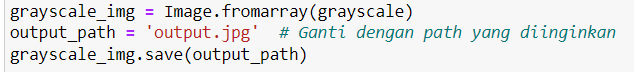 grayscale_img = Image.fromarray(grayscale)
output_path = 'output.jpg'  # Ganti dengan path yang diinginkan
grayscale_img.save(output_path)